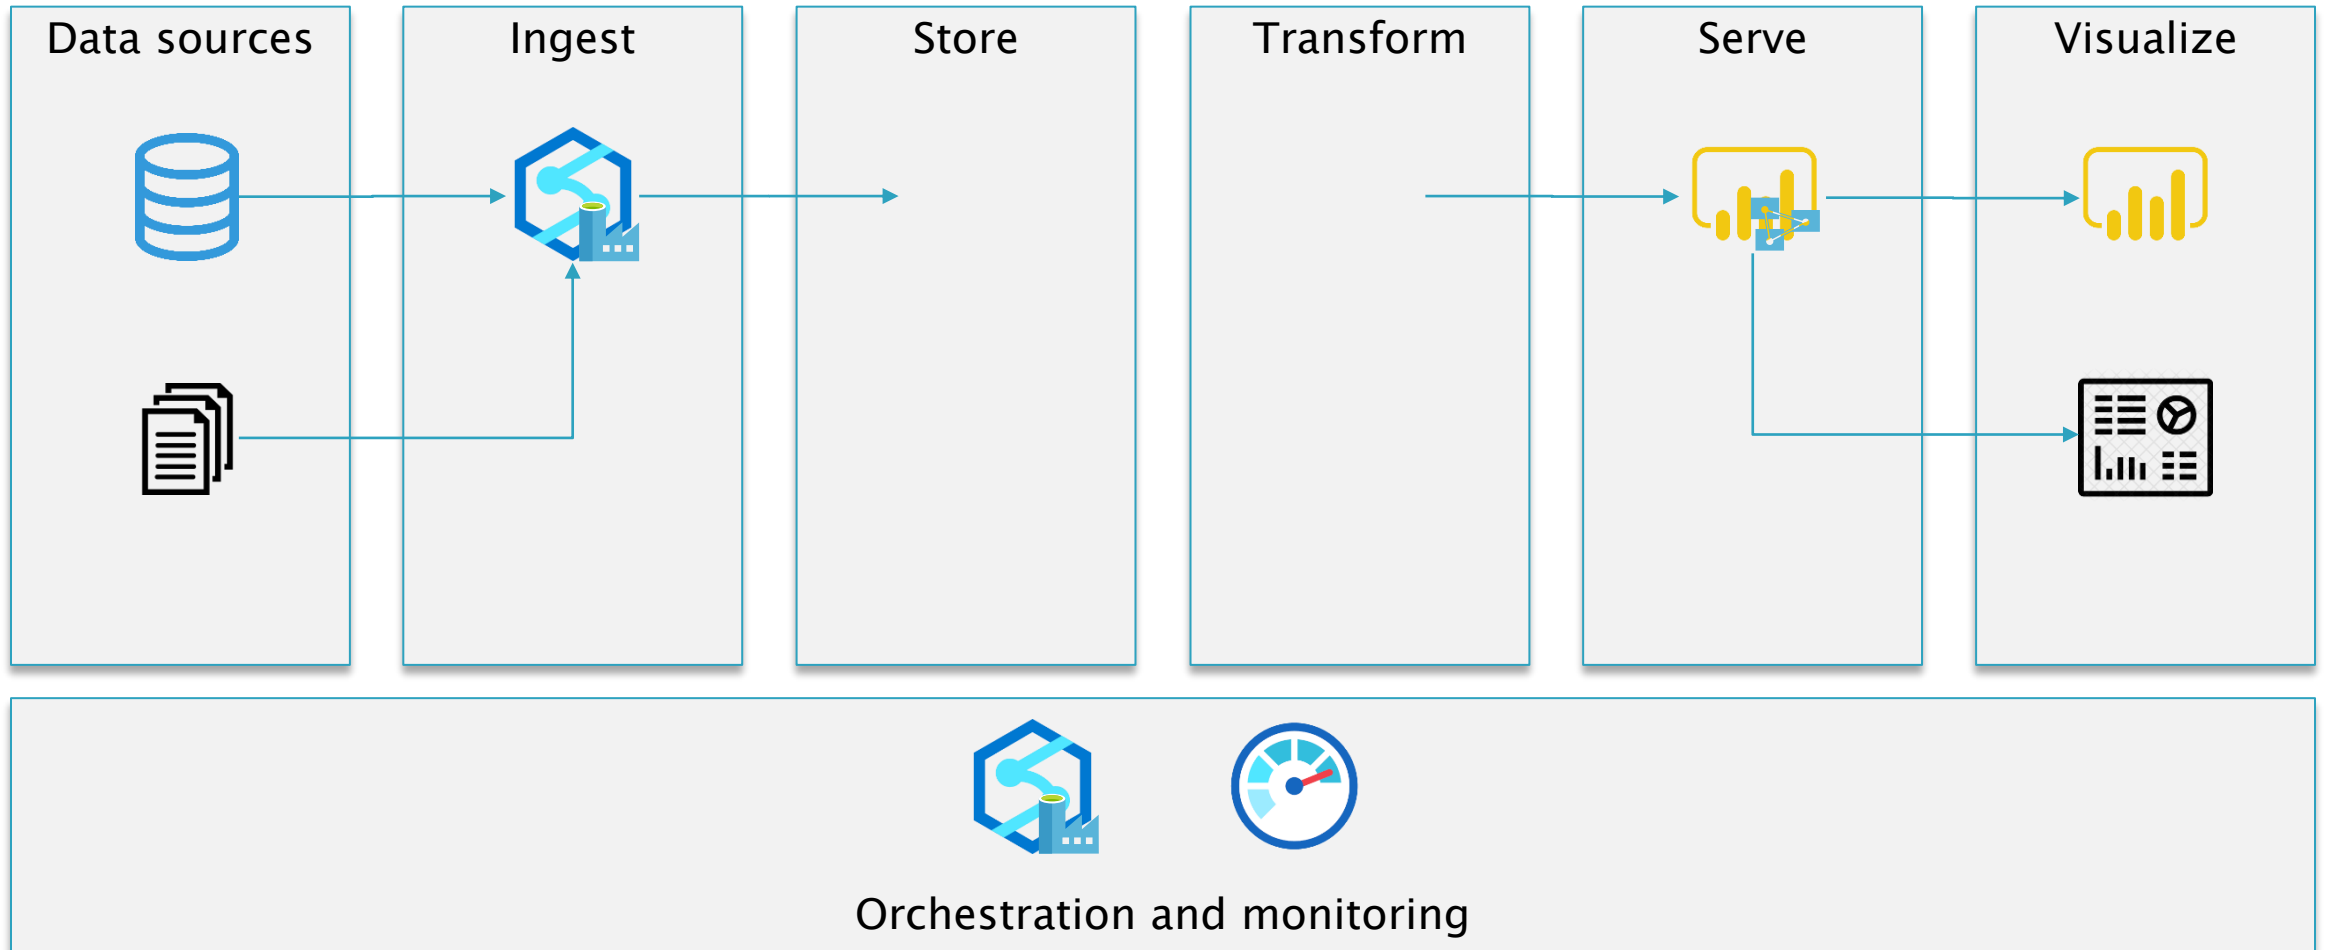 Data sources
Ingest
Store
Transform
Serve
Visualize
Orchestration and monitoring